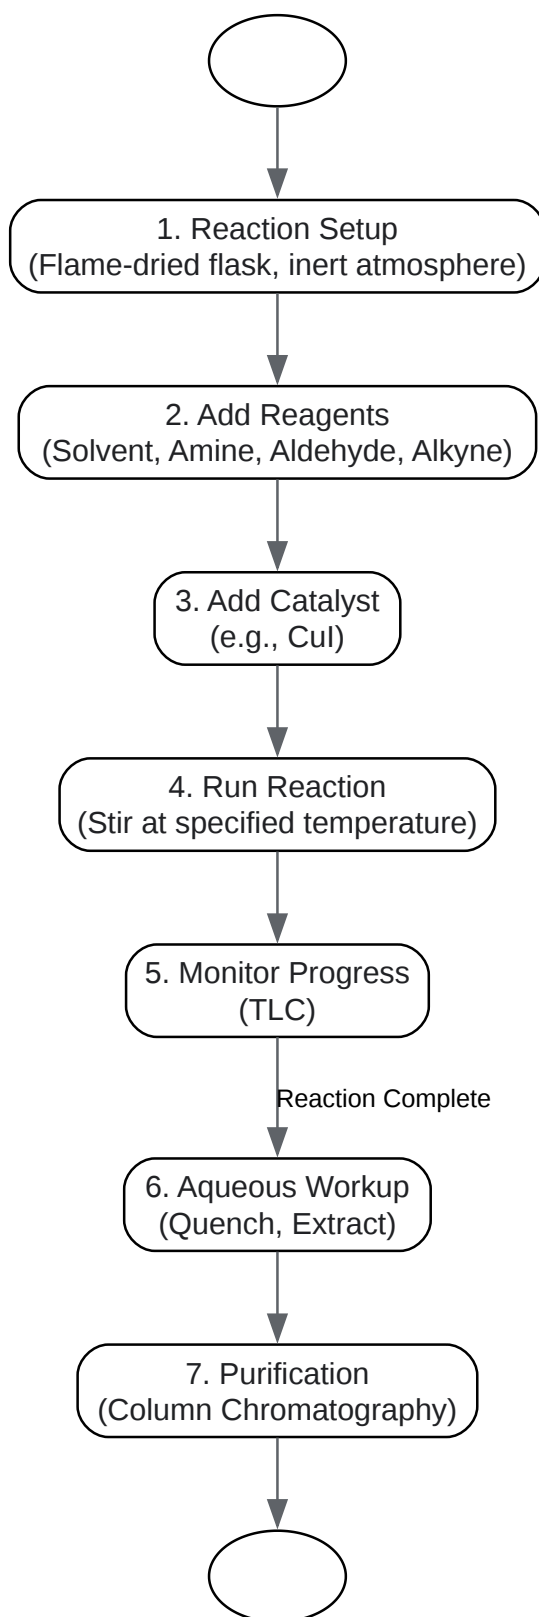 1. Reaction Setup
(Flame-dried flask, inert atmosphere)
2. Add Reagents
(Solvent, Amine, Aldehyde, Alkyne)
3. Add Catalyst
(e.g., CuI)
4. Run Reaction
(Stir at specified temperature)
5. Monitor Progress
(TLC)
Reaction Complete
6. Aqueous Workup
(Quench, Extract)
7. Purification
(Column Chromatography)